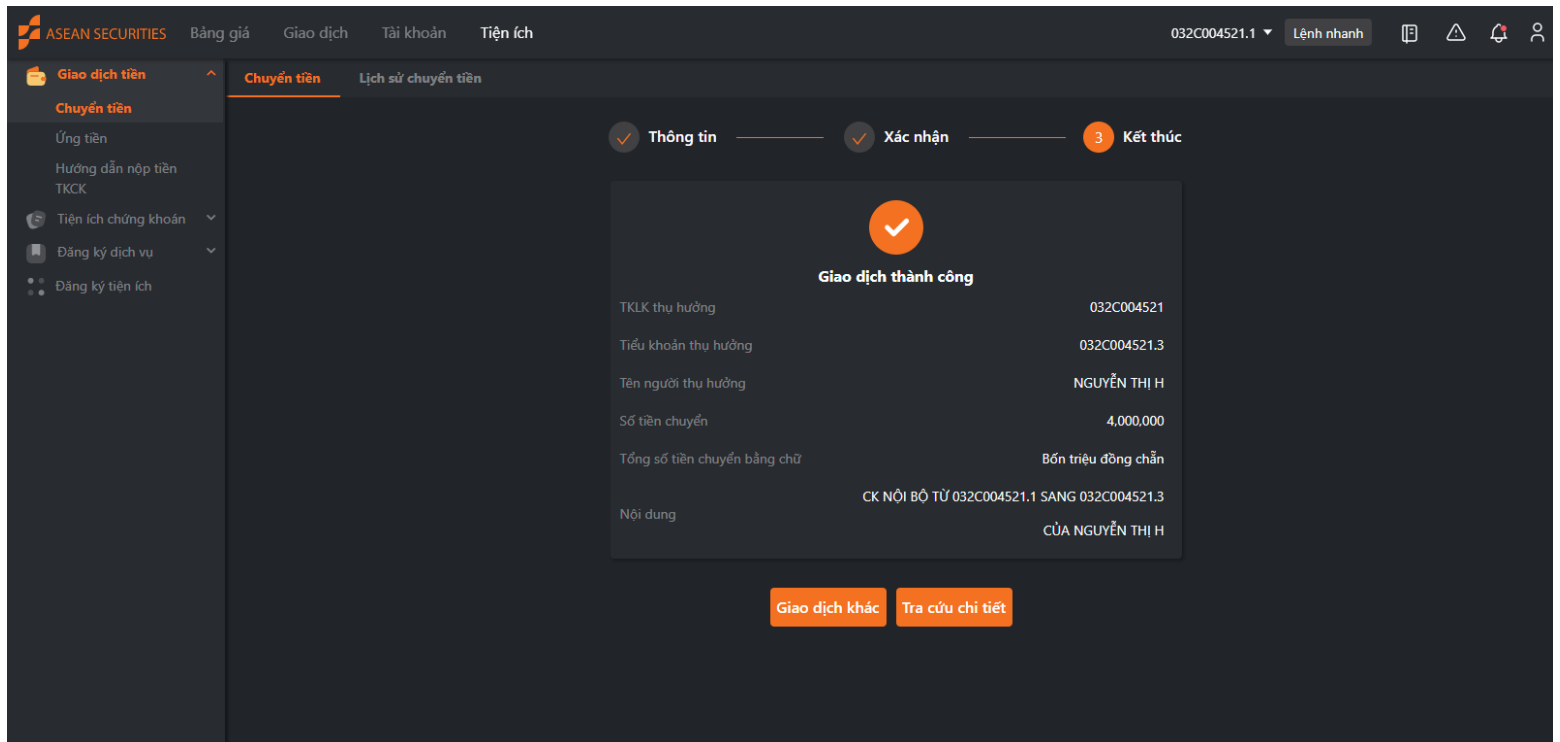 ASEAN SECURITIES Bảng giá Giao dịch Tài khoản Tiện ích 032C004521.1 Lệnh nhanh
Giao dịch tiền
Chuyển tiền
Ứng tiền
Hướng dẫn nộp tiền
TKCK
Tiện ích chứng khoán
Đăng ký dịch vụ
Đăng ký tiện ích
Chuyển tiền Lịch sử chuyển tiền
Thông tin Xác nhận 3 Kết thúc
Giao dịch thành công
TKLK thụ hưởng 032C004521
Tiểu khoản thụ hưởng 032C004521.3
Tên người thụ hưởng NGUYỄN THỊ H
Số tiền chuyển 4,000,000
Tổng số tiền chuyển bằng chữ Bốn triệu đồng chẵn
Nội dung CK NỘI BỘ TỪ 032C004521.1 SANG 032C004521.3
CỦA NGUYỄN THỊ H
Giao dịch khác Tra cứu chi tiết